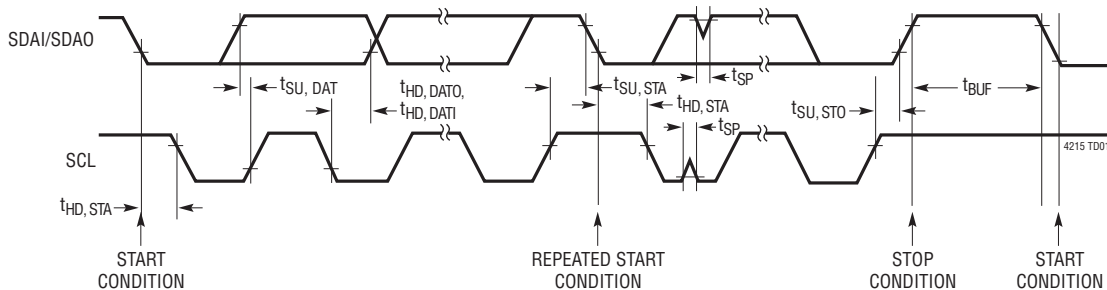 SDAI/SDAO
tSU, DAT
tHD, DATO,
tHD, DATI
tSU, STA
tHD, STA
tSP
tSP
tSU, STO
tBUF
SCL
4215 TD01
tHD, STA
START
CONDITION
REPEATED START
CONDITION
STOP
CONDITION
START
CONDITION